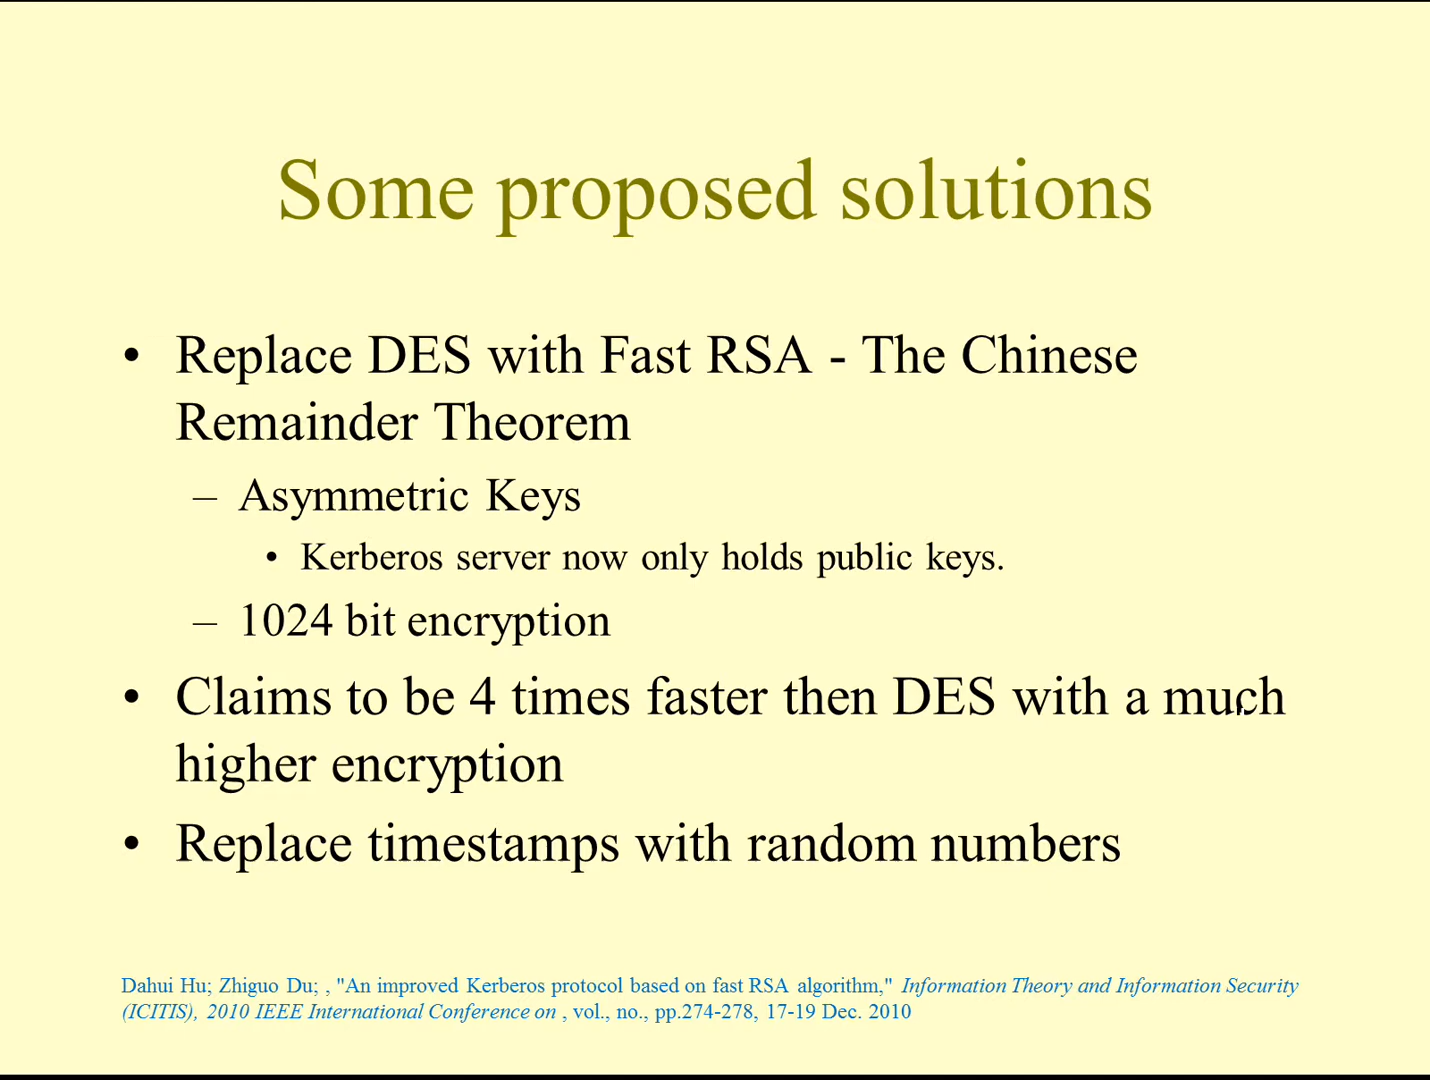 Some proposed solutions
• Replace DES with Fast RSA - The Chinese
Remainder Theorem
– Asymmetric Keys
• Kerberos server now only holds public keys.
– 1024 bit encryption
• Claims to be 4 times faster then DES with a much
higher encryption
• Replace timestamps with random numbers
Dahui Hu; Zhiguo Du; , "An improved Kerberos protocol based on fast RSA algorithm," Information Theory and Information Security
(ICITIS), 2010 IEEE International Conference on , vol., no., pp.274-278, 17-19 Dec. 2010